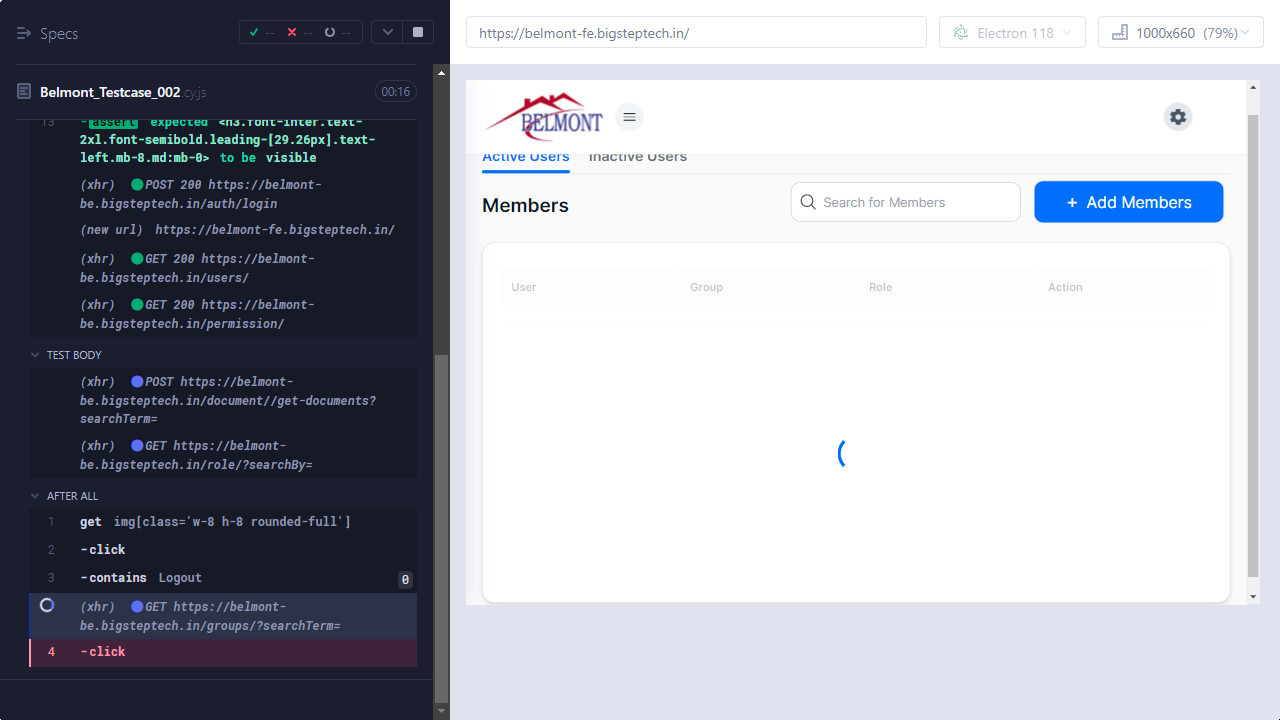 Specs
-- -- --
Belmont_Testcase_002.cy.js 00:16
13 -assert expected <h3.font-inter.text-
2xl.font-semibold.leading-[29.26px].text-
left.mb-8.md:mb-0> to be visible
(xhr) POST 200 https://belmont-
be.bigsteptech.in/auth/login
(new url) https://belmont-fe.bigsteptech.in/
(xhr) GET 200 https://belmont-
be.bigsteptech.in/users/
(xhr) GET 200 https://belmont-
be.bigsteptech.in/permission/
TEST BODY
(xhr) POST https://belmont-
be.bigsteptech.in/document//get-documents?
searchTerm=
(xhr) GET https://belmont-
be.bigsteptech.in/role/?searchBy=
AFTER ALL
1 get img[class='w-8 h-8 rounded-full']
2 -click
3 -contains Logout 0
(xhr) GET https://belmont-
be.bigsteptech.in/groups/?searchTerm=
4 -click
https://belmont-fe.bigsteptech.in/
Electron 118
1000x660 (79%)
BELMONT
Active Users Inactive Users
Members
Search for Members
+ Add Members
User Group Role Action